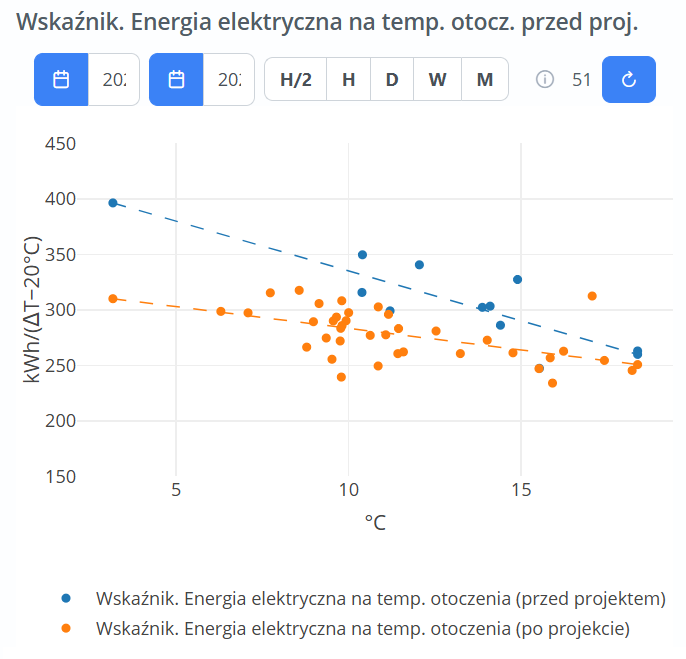 Wskaźnik. Energia elektryczna na temp. otocz. przed proj.
202 202 H/2 H D W M 51
450
400
350
300
250
200
150
kWh/(ΔT−20°C)
5 10 15
°C
Wskaźnik. Energia elektryczna na temp. otoczenia (przed projektem)
Wskaźnik. Energia elektryczna na temp. otoczenia (po projekcie)